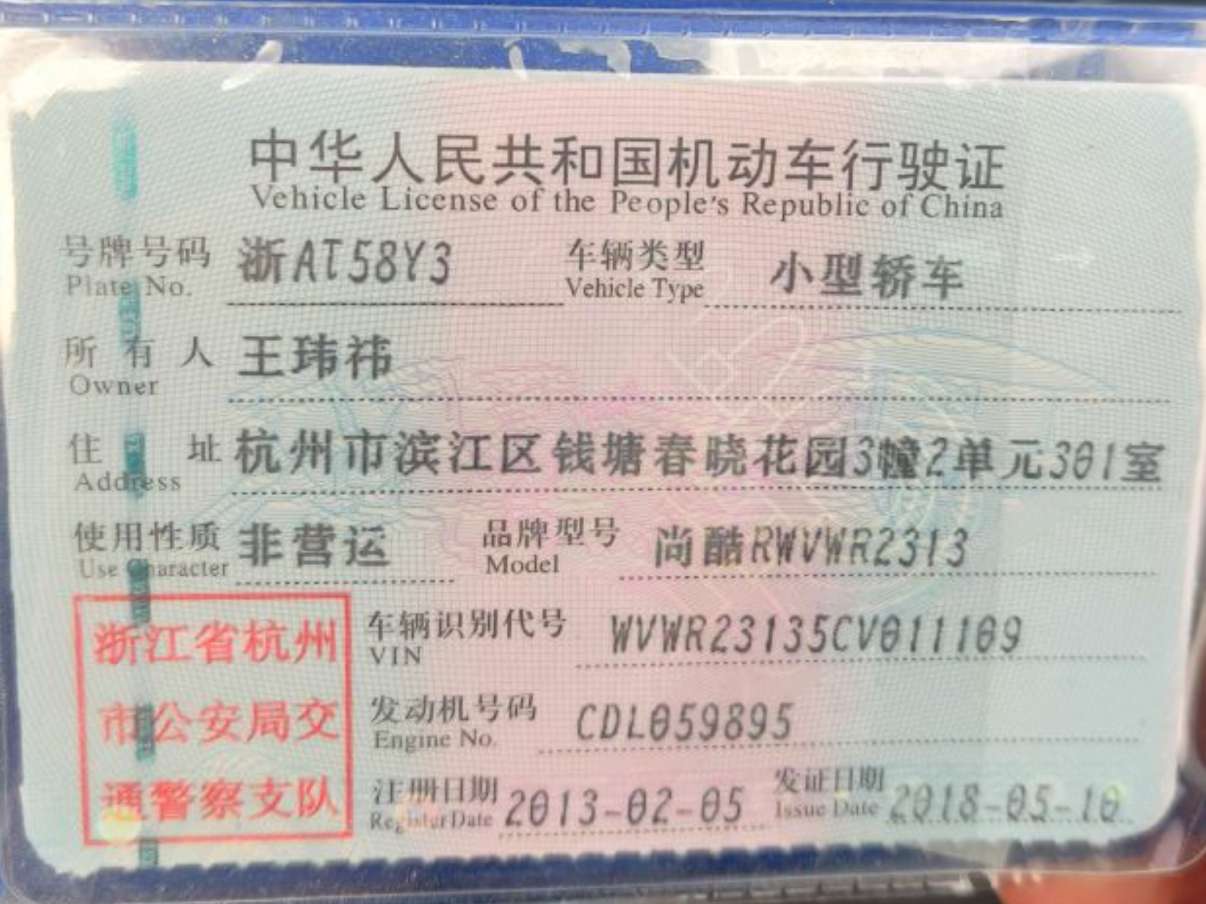 中华人民共和国机动车行驶证
Vehicle License of the People's Republic of China
号牌号码 浙AT58Y3 车辆类型 小型轿车
Plate No. Vehicle Type
所有人 王玮祎
Owner
住址 杭州市滨江区钱塘春晓花园3幢2单元301室
Address
使用性质 非营运 品牌型号 尚酷RWVWR2313
Use Character Model
浙江省杭州
市公安局交
通警察支队
车辆识别代号 WVWR23135CV011109
VIN
发动机号码 CDL059895
Engine No.
注册日期 2013-02-05 发证日期 2018-05-10
Register Date Issue Date